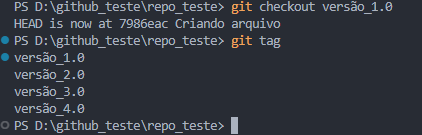 PS D:\github_teste\repo_teste> git checkout versão_1.0
HEAD is now at 7986eac Criando arquivo
PS D:\github_teste\repo_teste> git tag
versão_1.0
versão_2.0
versão_3.0
versão_4.0
PS D:\github_teste\repo_teste>